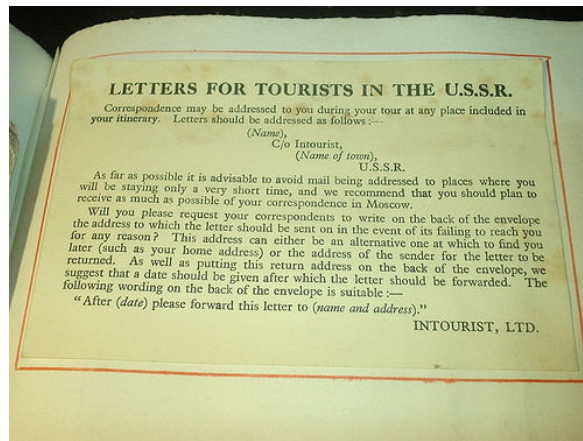 LETTERS FOR TOURISTS IN THE U.S.S.R.
Correspondence may be addressed to you during your tour at any place included in
your itinerary. Letters should be addressed as follows :—
(Name),
C/o Intourist,
(Name of town),
U.S.S.R.
As far as possible it is advisable to avoid mail being addressed to places where you
will be staying only a very short time, and we recommend that you should plan to
receive as much as possible of your correspondence in Moscow.
Will you please request your correspondents to write on the back of the envelope
the address to which the letter should be sent on in the event of its failing to reach you
for any reason? This address can either be an alternative one at which to find you
later (such as your home address) or the address of the sender for the letter to be
returned. As well as putting this return address on the back of the envelope, we
suggest that a date should be given after which the letter should be forwarded. The
following wording on the back of the envelope is suitable :—
“ After (date) please forward this letter to (name and address).”
INTOURIST, LTD.